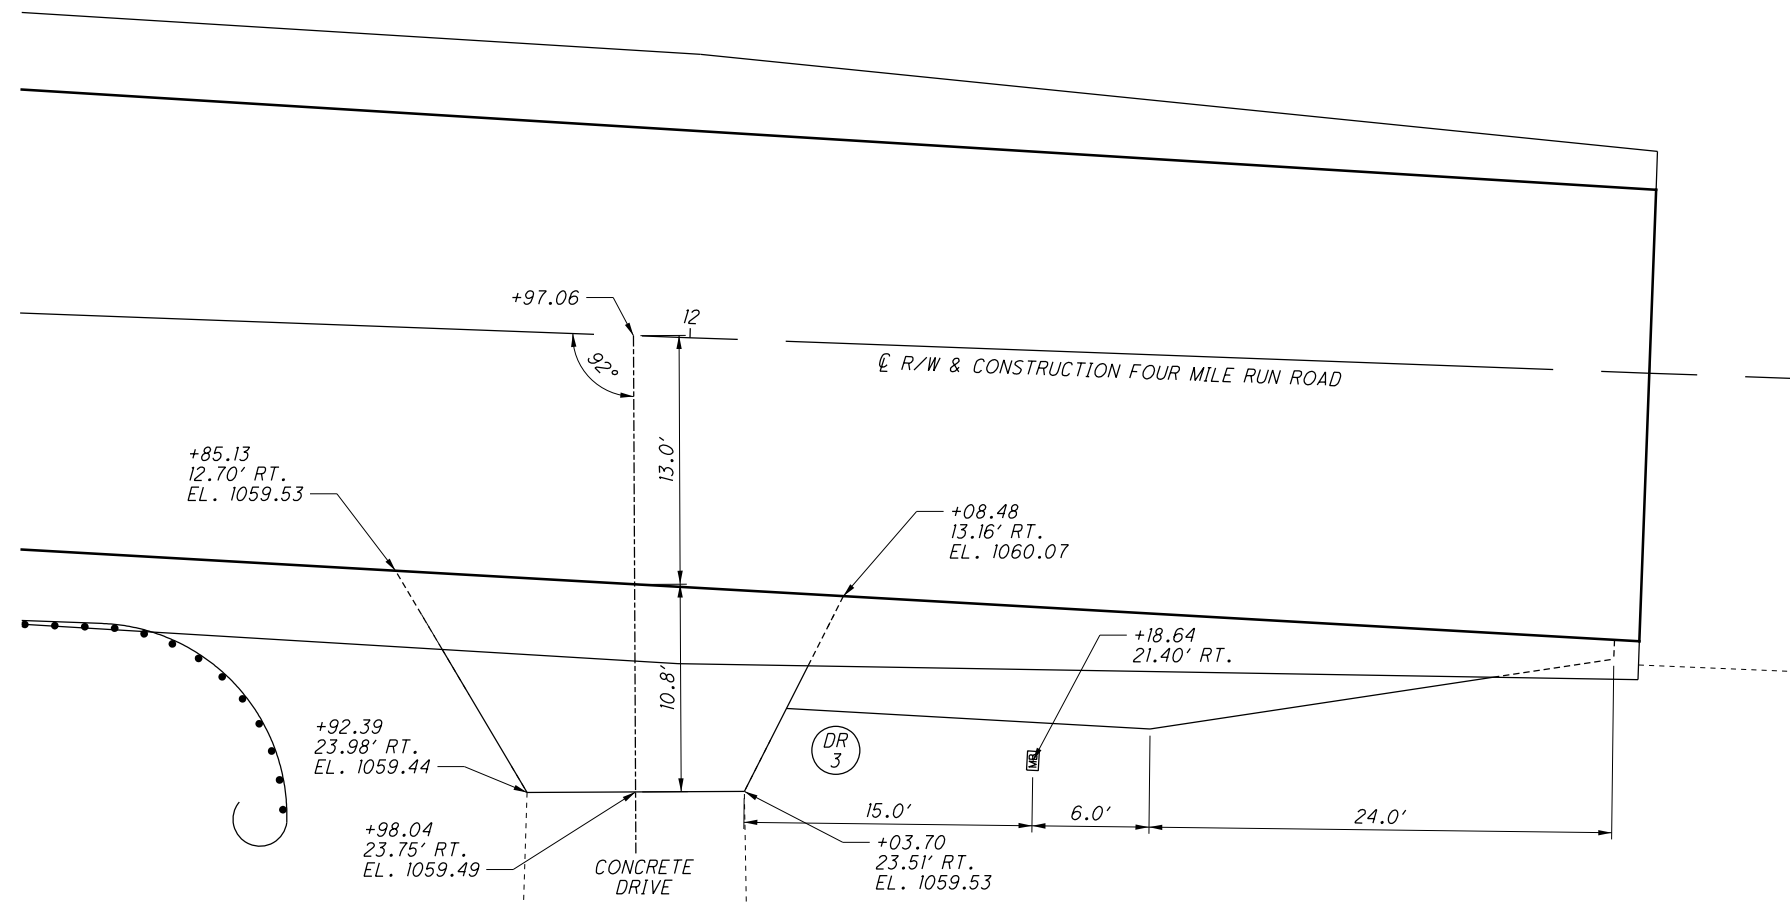 +97.06
12
92°
℄ R/W & CONSTRUCTION FOUR MILE RUN ROAD
13.0'
+85.13
12.70' RT.
EL. 1059.53
+08.48
13.16' RT.
EL. 1060.07
+18.64
21.40' RT.
10.8'
+92.39
23.98' RT.
EL. 1059.44
DR
3
MB
15.0'
6.0'
24.0'
+98.04
23.75' RT.
EL. 1059.49
CONCRETE
DRIVE
+03.70
23.51' RT.
EL. 1059.53